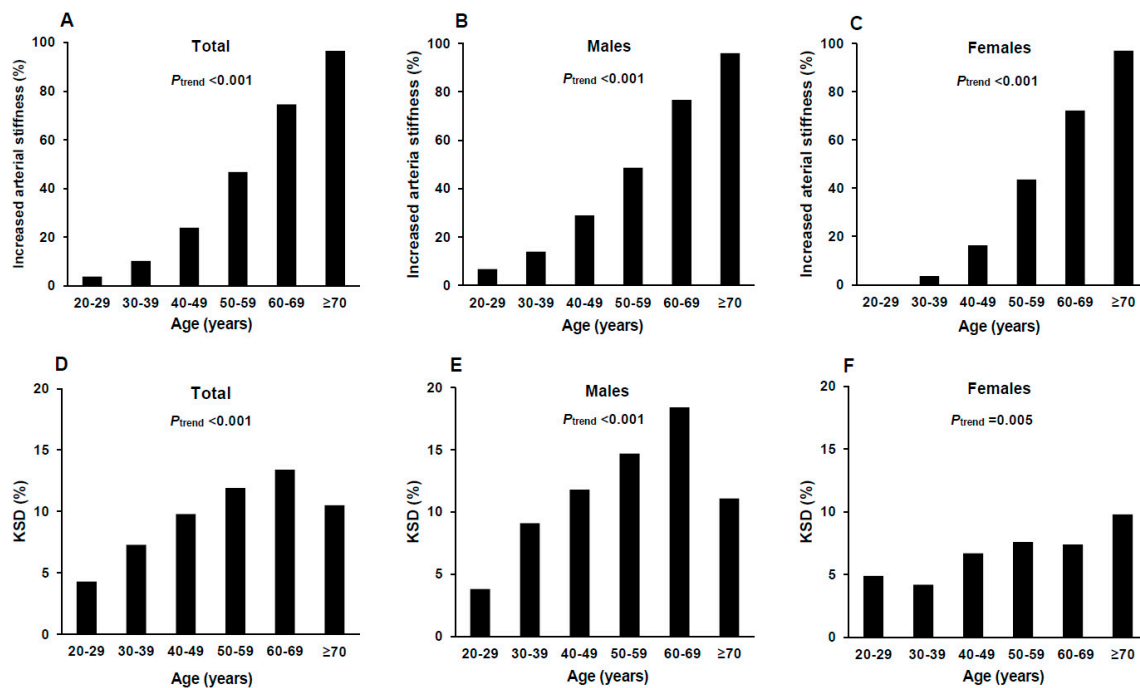 A
Total
Ptrend <0.001
Increased arterial stiffness (%)
100
80
60
40
20
0
20-29 30-39 40-49 50-59 60-69 ≥70
Age (years)
B
Males
Ptrend <0.001
Increased arterial stiffness (%)
100
80
60
40
20
0
20-29 30-39 40-49 50-59 60-69 ≥70
Age (years)
C
Females
Ptrend <0.001
Increased aterial stiffness (%)
100
80
60
40
20
0
20-29 30-39 40-49 50-59 60-69 ≥70
Age (years)
D
Total
Ptrend <0.001
KSD (%)
20
15
10
5
0
20-29 30-39 40-49 50-59 60-69 ≥70
Age (years)
E
Males
Ptrend <0.001
KSD (%)
20
15
10
5
0
20-29 30-39 40-49 50-59 60-69 ≥70
Age (years)
F
Females
Ptrend =0.005
KSD (%)
20
15
10
5
0
20-29 30-39 40-49 50-59 60-69 ≥70
Age (years)